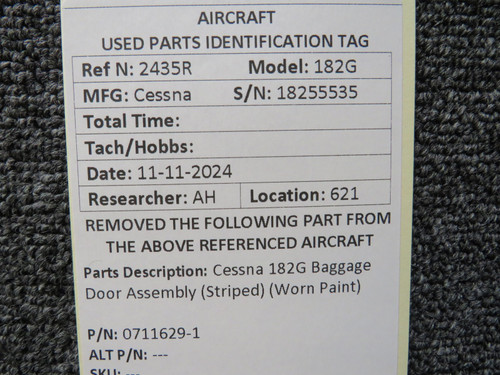 AIRCRAFT
USED PARTS IDENTIFICATION TAG
Ref N: 2435R Model: 182G
MFG: Cessna S/N: 18255535
Total Time:
Tach/Hobbs:
Date: 11-11-2024
Researcher: AH Location: 621
REMOVED THE FOLLOWING PART FROM
THE ABOVE REFERENCED AIRCRAFT
Parts Description: Cessna 182G Baggage
Door Assembly (Striped) (Worn Paint)
P/N: 0711629-1
ALT P/N: ---
SKU: ---